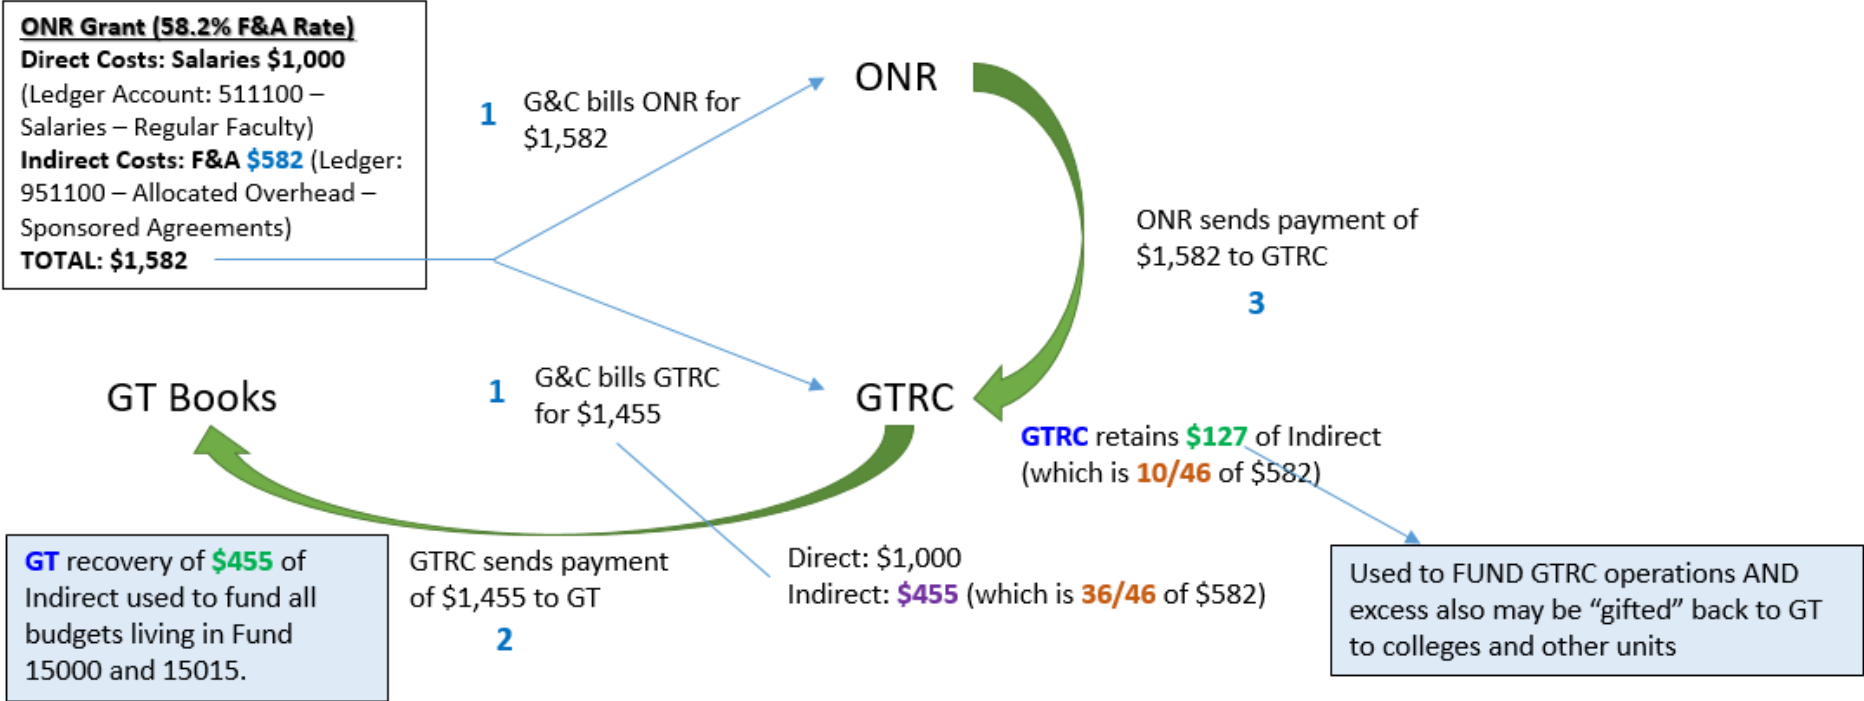 ONR Grant (58.2% F&A Rate)
Direct Costs: Salaries $1,000
(Ledger Account: 511100 –
Salaries – Regular Faculty)
Indirect Costs: F&A $582 (Ledger:
951100 – Allocated Overhead –
Sponsored Agreements)
TOTAL: $1,582
1
G&C bills ONR for
$1,582
ONR
ONR sends payment of
$1,582 to GTRC
3
GT Books
1
G&C bills GTRC
for $1,455
GTRC
GTRC retains $127 of Indirect
(which is 10/46 of $582)
GT recovery of $455 of
Indirect used to fund all
budgets living in Fund
15000 and 15015.
GTRC sends payment
of $1,455 to GT
2
Direct: $1,000
Indirect: $455 (which is 36/46 of $582)
Used to FUND GTRC operations AND
excess also may be “gifted” back to GT
to colleges and other units